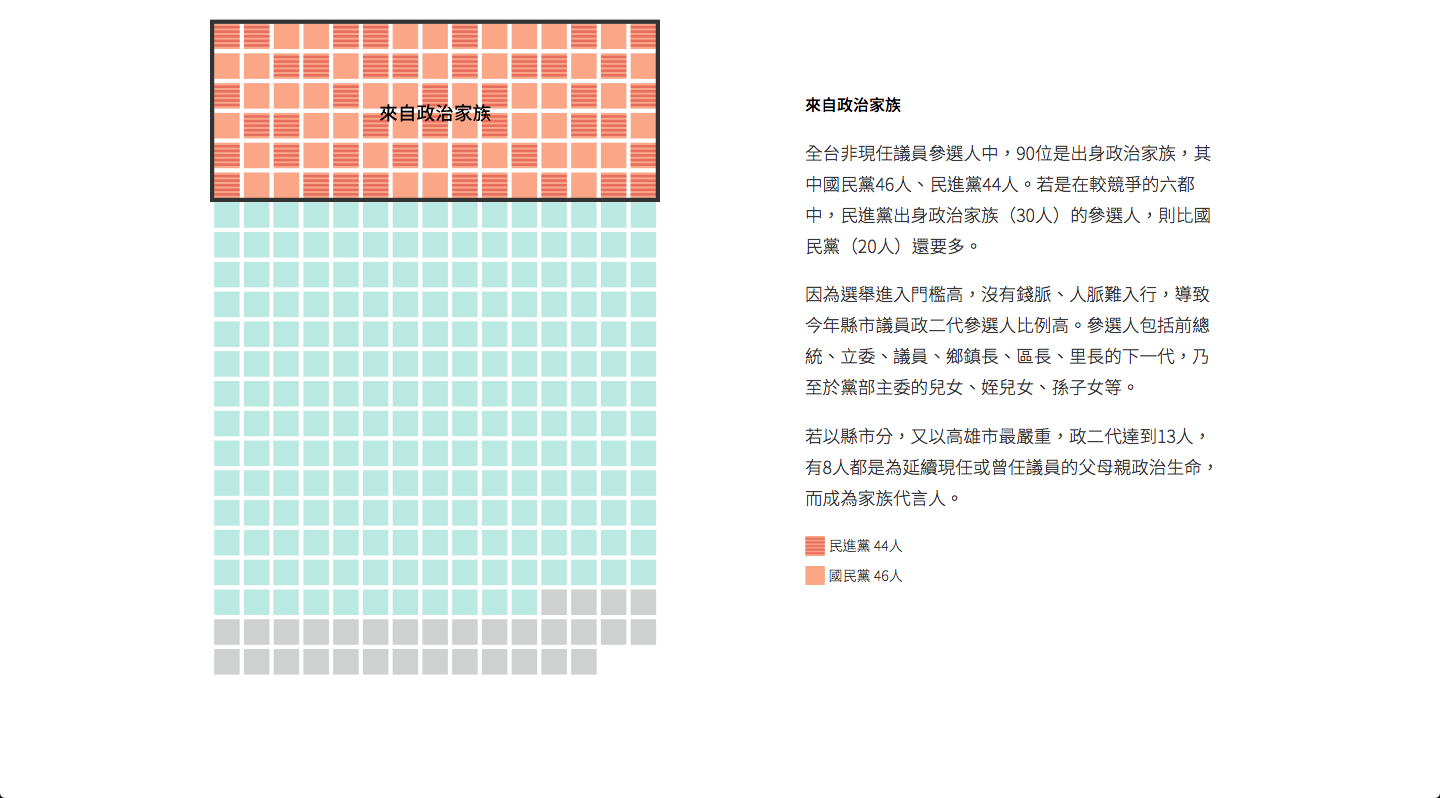 來自政治家族
來自政治家族
全台非現任議員參選人中，90位是出身政治家族，其
中國民黨46人、民進黨44人。若是在較競爭的六都
中，民進黨出身政治家族（30人）的參選人，則比國
民黨（20人）還要多。
因為選舉進入門檻高，沒有錢脈、人脈難入行，導致
今年縣市議員政二代參選人比例高。參選人包括前總
統、立委、議員、鄉鎮長、區長、里長的下一代，乃
至於黨部主委的兒女、姪兒女、孫子女等。
若以縣市分，又以高雄市最嚴重，政二代達到13人，
有8人都是為延續現任或曾任議員的父母親政治生命，
而成為家族代言人。
民進黨 44人
國民黨 46人